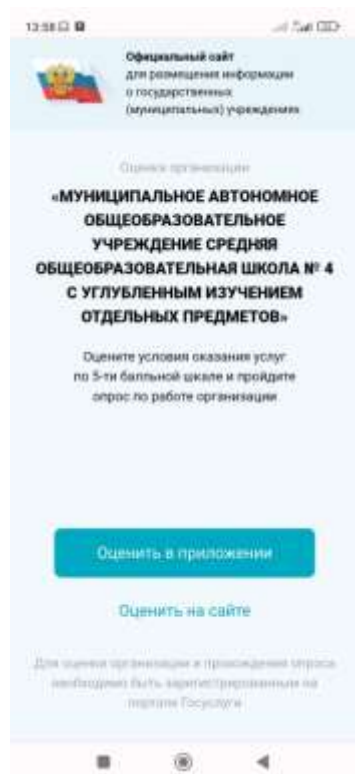 13:58
Официальный сайт
для размещения информации
о государственных
(муниципальных) учреждениях
Оценка организации
«МУНИЦИПАЛЬНОЕ АВТОНОМНОЕ
ОБЩЕОБРАЗОВАТЕЛЬНОЕ
УЧРЕЖДЕНИЕ СРЕДНЯЯ
ОБЩЕОБРАЗОВАТЕЛЬНАЯ ШКОЛА № 4
С УГЛУБЛЕННЫМ ИЗУЧЕНИЕМ
ОТДЕЛЬНЫХ ПРЕДМЕТОВ»
Оцените условия оказания услуг
по 5-ти балльной шкале и пройдите
опрос по работе организации
Оценить в приложении
Оценить на сайте
Для оценки организации и прохождения опроса
необходимо быть зарегистрированным на
портале Госуслуги